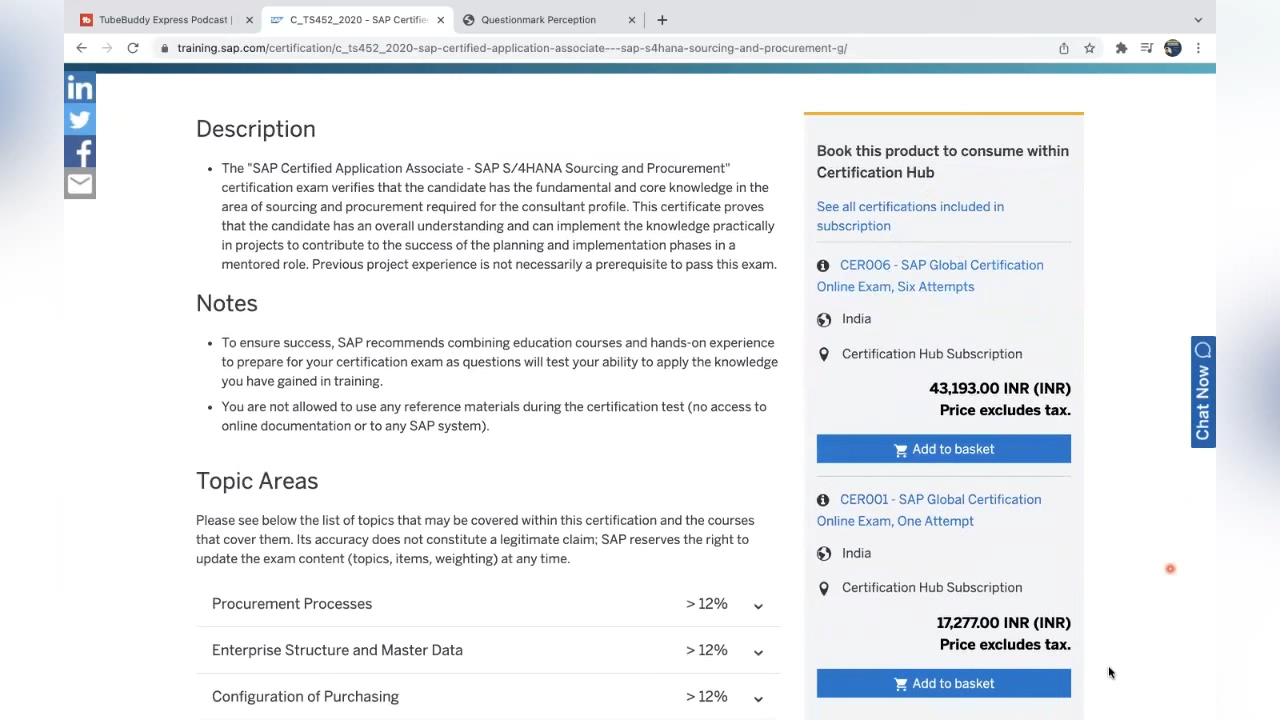 TubeBuddy Express Podcast |
C_TS452_2020 – SAP Certifie
Questionmark Perception
training.sap.com/certification/c_ts452_2020-sap-certified-application-associate---sap-s4hana-sourcing-and-procurement-g/
in
f
Description
The "SAP Certified Application Associate - SAP S/4HANA Sourcing and Procurement"
certification exam verifies that the candidate has the fundamental and core knowledge in the
area of sourcing and procurement required for the consultant profile. This certificate proves
that the candidate has an overall understanding and can implement the knowledge practically
in projects to contribute to the success of the planning and implementation phases in a
mentored role. Previous project experience is not necessarily a prerequisite to pass this exam.
Notes
To ensure success, SAP recommends combining education courses and hands-on experience
to prepare for your certification exam as questions will test your ability to apply the knowledge
you have gained in training.
You are not allowed to use any reference materials during the certification test (no access to
online documentation or to any SAP system).
Topic Areas
Please see below the list of topics that may be covered within this certification and the courses
that cover them. Its accuracy does not constitute a legitimate claim; SAP reserves the right to
update the exam content (topics, items, weighting) at any time.
Procurement Processes > 12%
Enterprise Structure and Master Data > 12%
Configuration of Purchasing > 12%
Book this product to consume within
Certification Hub
See all certifications included in
subscription
CER006 - SAP Global Certification
Online Exam, Six Attempts
India
Certification Hub Subscription
43,193.00 INR (INR)
Price excludes tax.
Add to basket
CER001 - SAP Global Certification
Online Exam, One Attempt
India
Certification Hub Subscription
17,277.00 INR (INR)
Price excludes tax.
Add to basket
Chat Now